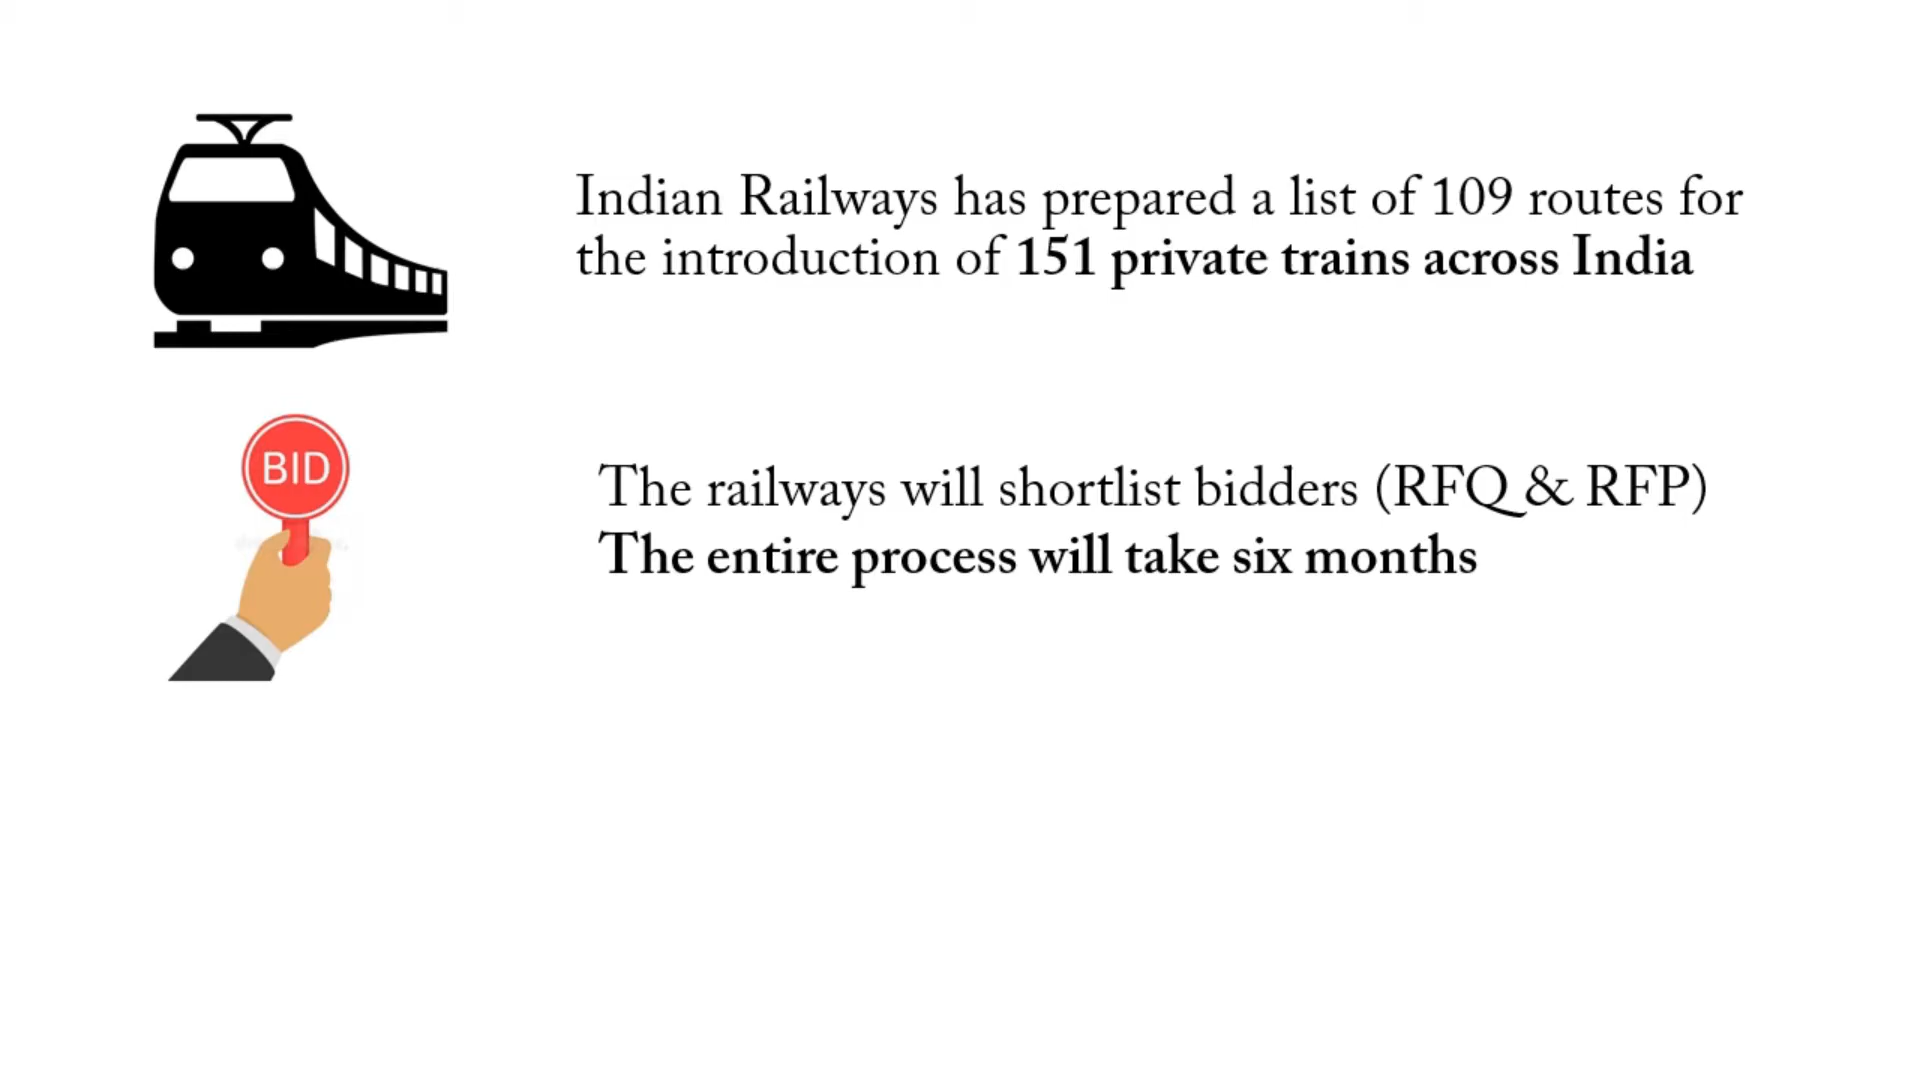 Indian Railways has prepared a list of 109 routes for
the introduction of 151 private trains across India
BID
The railways will shortlist bidders (RFQ & RFP)
The entire process will take six months